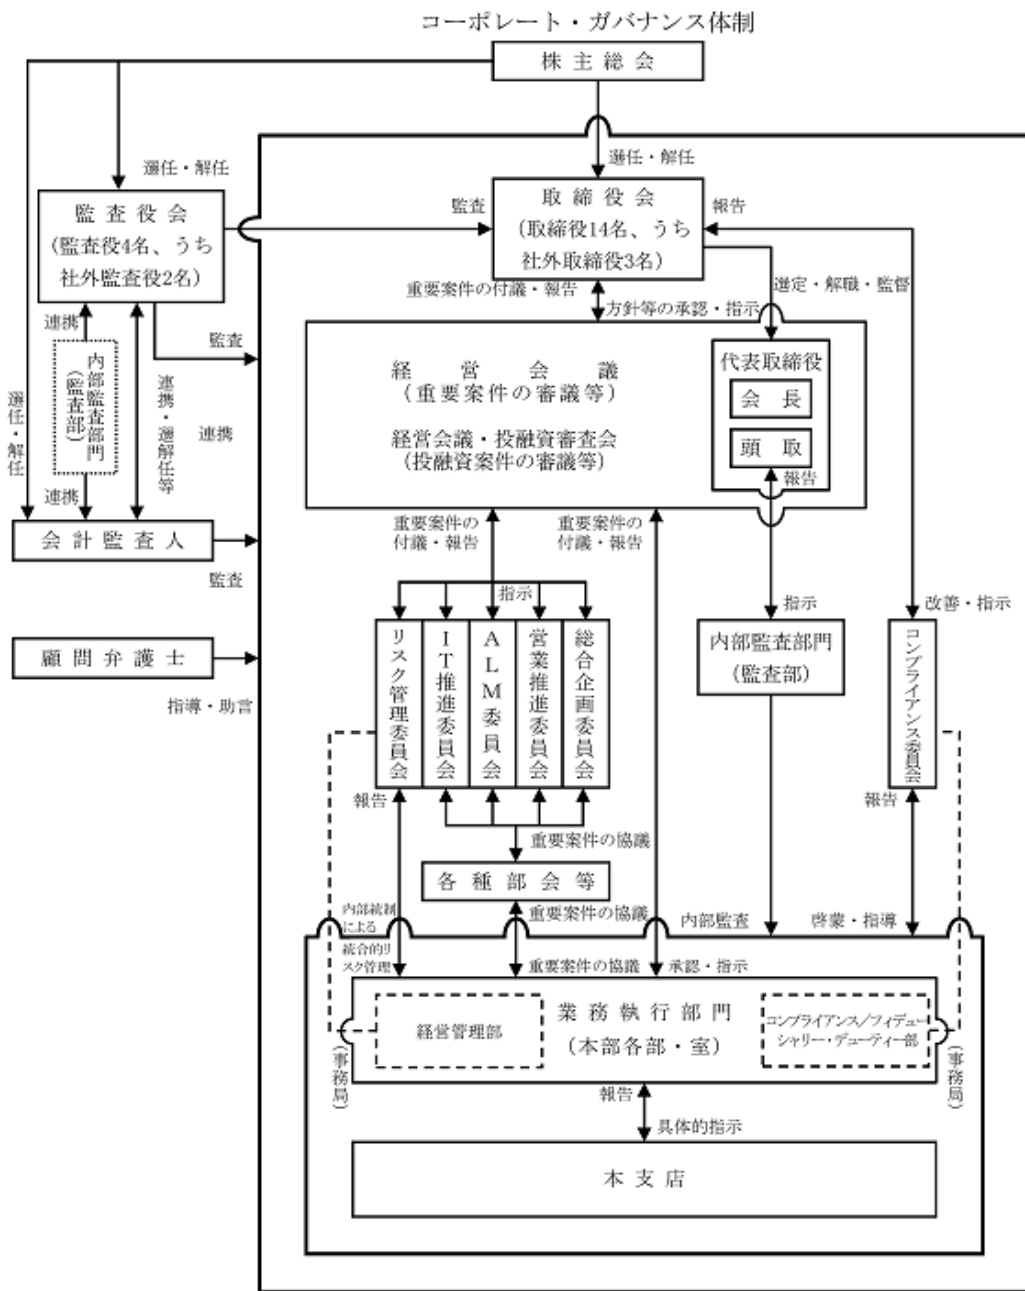 コーポレート・ガバナンス体制
株主総会
選任・解任
選任・解任
監査役会
(監査役4名、うち
社外監査役2名)
監査
取締役会
(取締役14名、うち
社外取締役3名)
報告
重要案件の付議・報告
方針等の承認・指示
選定・解職・監督
連携
監査
内部監査部門
(監査部)
連携・選解任等
連携
選任・解任
連携
経営会議
(重要案件の審議等)
経営会議・投融資審査会
(投融資案件の審議等)
代表取締役
会長
頭取
報告
会計監査人
監査
重要案件の
付議・報告
重要案件の
付議・報告
指示
指示
改善・指示
顧問弁護士
指導・助言
リスク管理委員会
IT推進委員会
ALM委員会
営業推進委員会
総合企画委員会
内部監査部門
(監査部)
コンプライアンス委員会
報告
報告
重要案件の協議
各種部会等
内部統制
による
統合的リ
スク管理
重要案件の協議
内部監査
啓蒙・指導
重要案件の協議
承認・指示
経営管理部
業務執行部門
(本部各部・室)
コンプライアンス/フィデュー
シャリー・デューティー部
(事務局)
(事務局)
報告
具体的指示
本支店